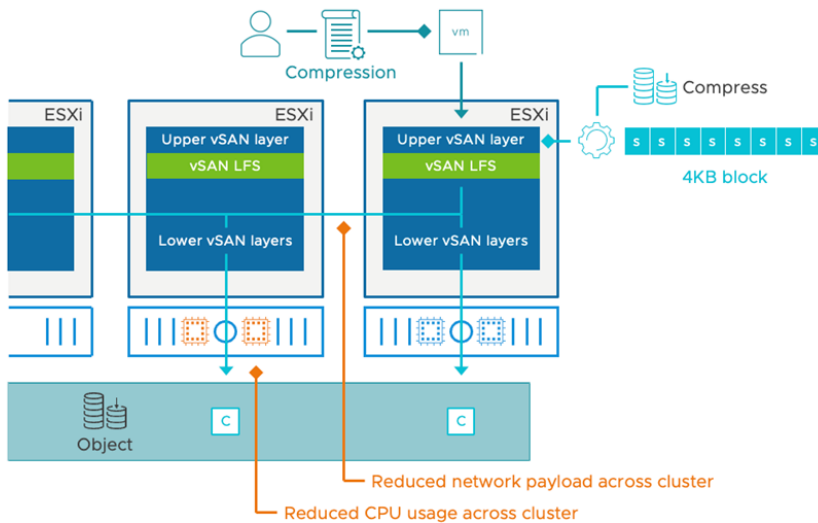 vm
Compression
ESXi
ESXi
ESXi
Compress
Upper vSAN layer
Upper vSAN layer
s s s s s s s s
vSAN LFS
vSAN LFS
4KB block
Lower vSAN layers
Lower vSAN layers
C
C
Object
Reduced network payload across cluster
Reduced CPU usage across cluster